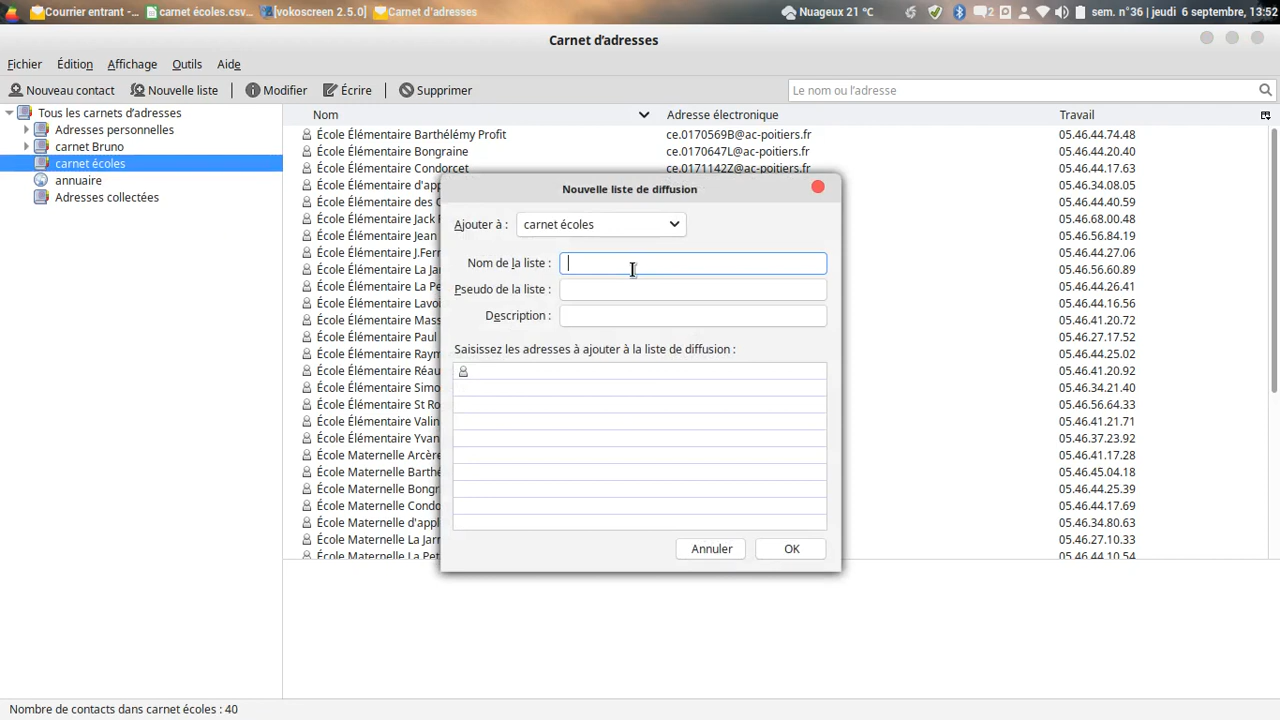 Courrier entrant -...
carnet écoles.csv...
[vokoscreen 2.5.0]
Carnet d'adresses
Nuageux 21 °C
2
sem. n°36 | jeudi 6 septembre, 13:52
Carnet d'adresses
Fichier Édition Affichage Outils Aide
Nouveau contact Nouvelle liste Modifier Écrire Supprimer
Le nom ou l'adresse
Tous les carnets d'adresses
Adresses personnelles
carnet Bruno
carnet écoles
annuaire
Adresses collectées
Nom Adresse électronique Travail
École Élémentaire Barthélémy Profit ce.0170569B@ac-poitiers.fr 05.46.44.74.48
École Élémentaire Bongraine ce.0170647L@ac-poitiers.fr 05.46.44.20.40
École Élémentaire Condorcet ce.0171142Z@ac-poitiers.fr 05.46.44.17.63
École Élémentaire d'ap 05.46.34.08.05
École Élémentaire des 05.46.44.40.59
École Élémentaire Jack 05.46.68.00.48
École Élémentaire Jean 05.46.56.84.19
École Élémentaire J.Fer 05.46.44.27.06
École Élémentaire La Ja 05.46.56.60.89
École Élémentaire La Pe 05.46.44.26.41
École Élémentaire Lavoi 05.46.44.16.56
École Élémentaire Mass 05.46.41.20.72
École Élémentaire Paul 05.46.27.17.52
École Élémentaire Raym 05.46.44.25.02
École Élémentaire Réau 05.46.41.20.92
École Élémentaire Simo 05.46.34.21.40
École Élémentaire St Ro 05.46.56.64.33
École Élémentaire Valin 05.46.41.21.71
École Élémentaire Yvan 05.46.37.23.92
École Maternelle Arcère 05.46.41.17.28
École Maternelle Barthé 05.46.45.04.18
École Maternelle Bong 05.46.44.25.39
École Maternelle Condo 05.46.44.17.69
École Maternelle d'appl 05.46.34.80.63
École Maternelle La Jarr 05.46.44.27.06
École Maternelle La Pet 05.46.44.10.54
Nouvelle liste de diffusion
Ajouter à : carnet écoles
Nom de la liste :
Pseudo de la liste :
Description :
Saisissez les adresses à ajouter à la liste de diffusion :
Annuler OK
Nombre de contacts dans carnet écoles : 40